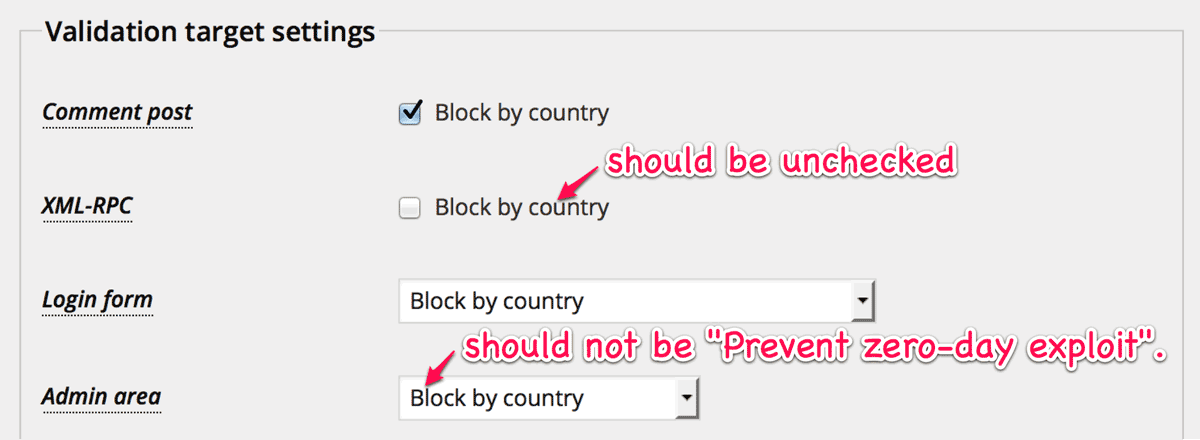 Validation target settings
Comment post
Block by country
should be unchecked
XML-RPC
Block by country
Login form
Block by country
should not be "Prevent zero-day exploit".
Admin area
Block by country